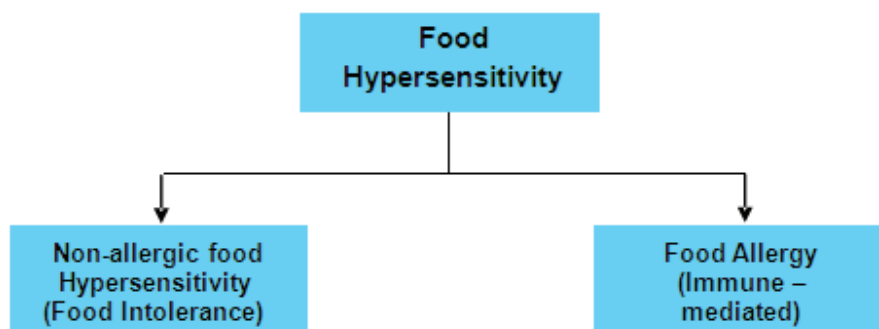 Food
Hypersensitivity
Non-allergic food
Hypersensitivity
(Food Intolerance)
Food Allergy
(Immune –
mediated)